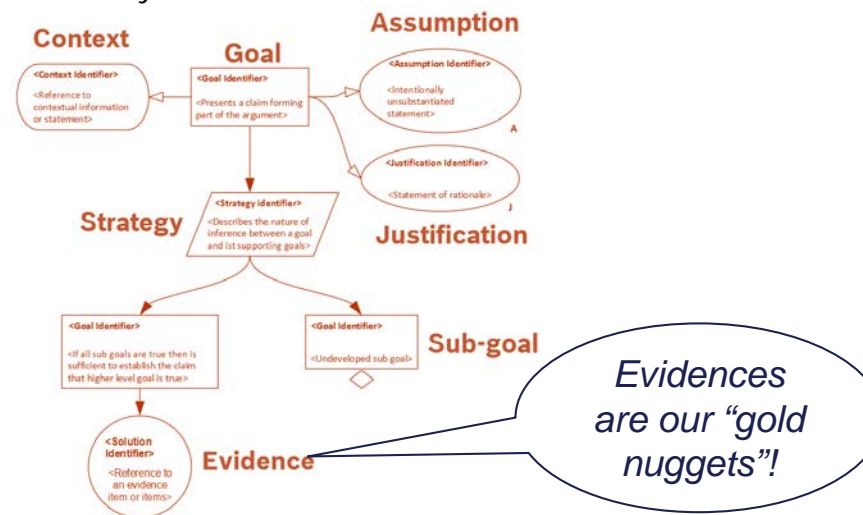 Assumption
Context
Goal
<Context Identifier>
<Reference to
contextual information
or statement>
<Goal Identifier>
<Presents a claim forming
part of the argument>
<Assumption Identifier>
<Intentionally
unsubstantiated
statement>
A
<Justification Identifier>
<Statement of rationale>
J
Justification
Strategy
<Strategy identifier>
<Describes the nature of
inference between a goal
and ist supporting goals>
<Goal Identifier>
<If all sub goals are true then is
sufficient to establish the claim
that higher level goal is true>
<Goal Identifier>
<Undeveloped sub goal>
Sub-goal
<Solution
Identifier>
<Reference to
an evidence
item or items>
Evidence
Evidences
are our “gold
nuggets”!